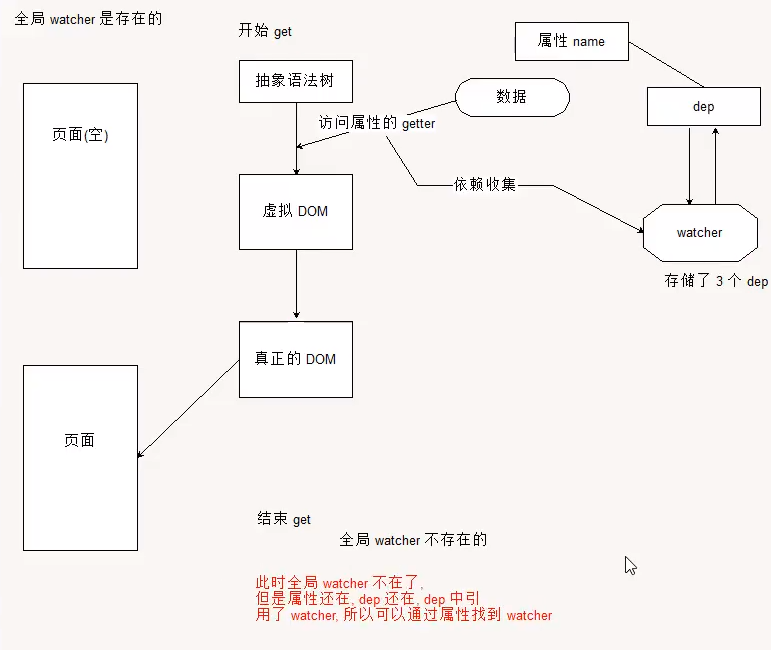 全局 watcher 是存在的
开始 get
属性 name
抽象语法树
数据
dep
页面(空)
访问属性的 getter
依赖收集
虚拟 DOM
watcher
存储了 3 个 dep
真正的 DOM
页面
结束 get
全局 watcher 不存在的
此时全局 watcher 不在了,
但是属性还在, dep 还在, dep 中引
用了 watcher, 所以可以通过属性找到 watcher